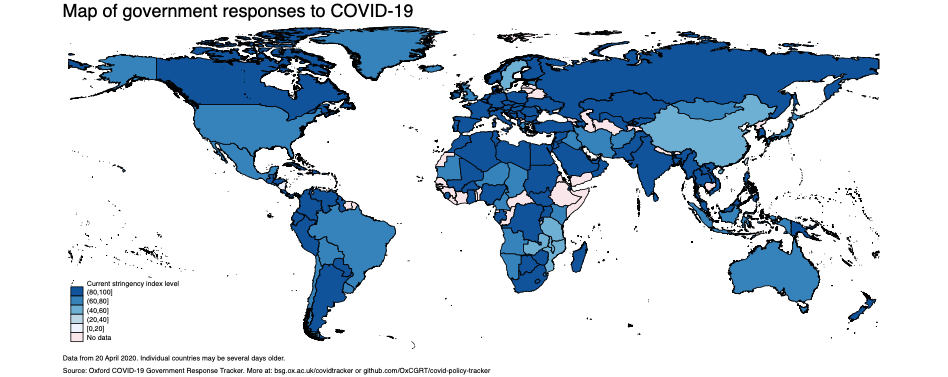 Map of government responses to COVID-19
Current stringency index level
(80,100]
(60,80]
(40,60]
(20,40]
[0,20]
No data
Data from 20 April 2020. Individual countries may be several days older.
Source: Oxford COVID-19 Government Response Tracker. More at: bsg.ox.ac.uk/covidtracker or github.com/OxCGRT/covid-policy-tracker